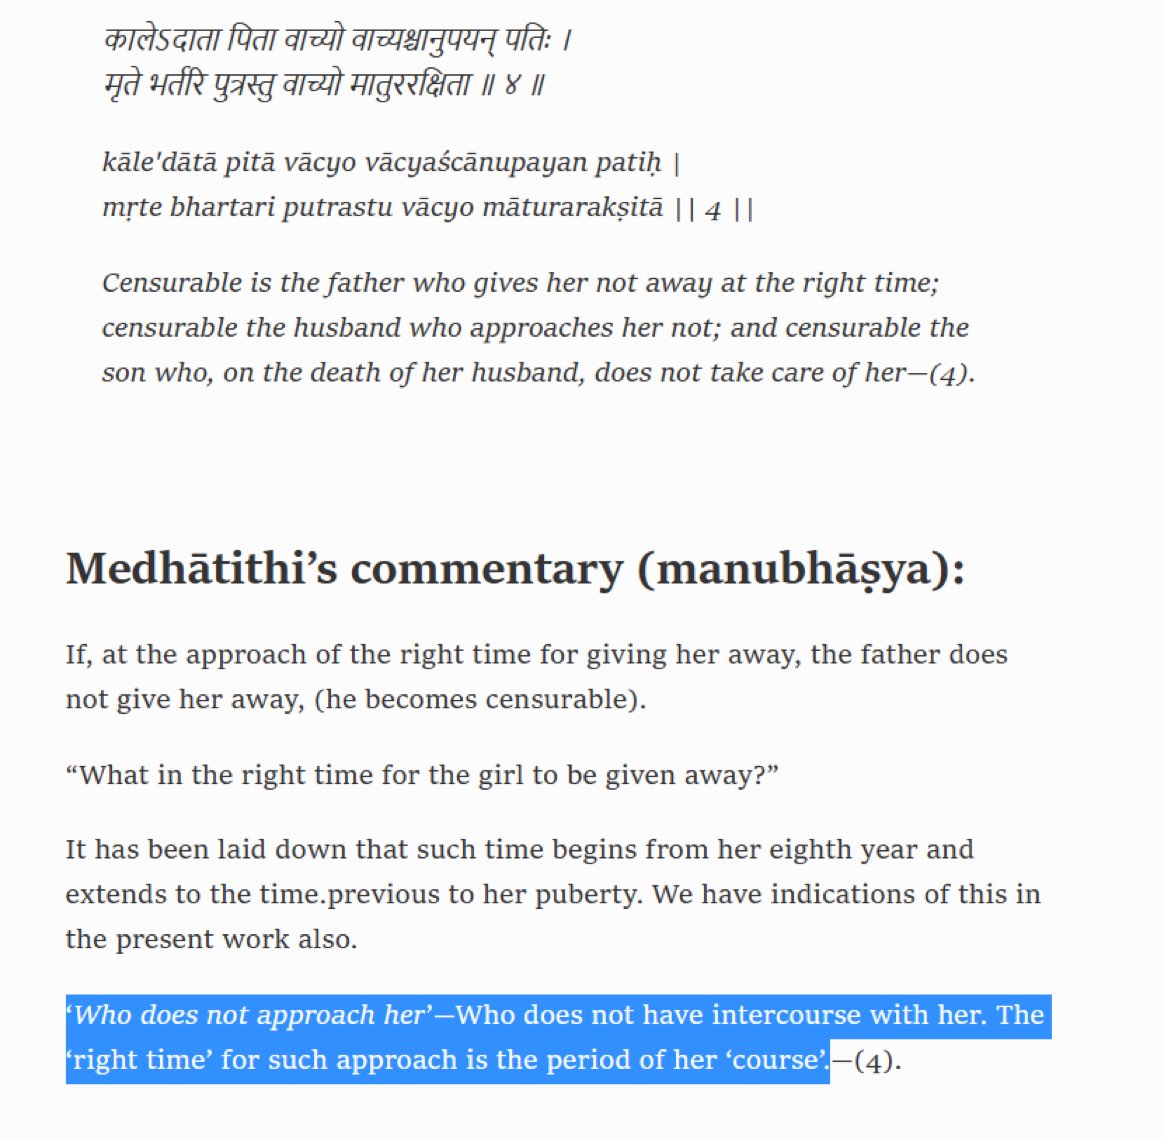 कालेऽदाता पिता वाच्यो वाच्यश्चानुपयन् पतिः ।
मृते भर्तरि पुत्रस्तु वाच्यो मातुररक्षिता ॥ ४ ॥
kāle'dātā pitā vācyo vācyaścānupayan patiḥ |
mṛte bhartari putrastu vācyo māturarakṣitā || 4 ||
Censurable is the father who gives her not away at the right time;
censurable the husband who approaches her not; and censurable the
son who, on the death of her husband, does not take care of her—(4).
Medhātithi’s commentary (manubhāṣya):
If, at the approach of the right time for giving her away, the father does
not give her away, (he becomes censurable).
“What in the right time for the girl to be given away?”
It has been laid down that such time begins from her eighth year and
extends to the time.previous to her puberty. We have indications of this in
the present work also.
‘Who does not approach her’—Who does not have intercourse with her. The
‘right time’ for such approach is the period of her ‘course’.—(4).